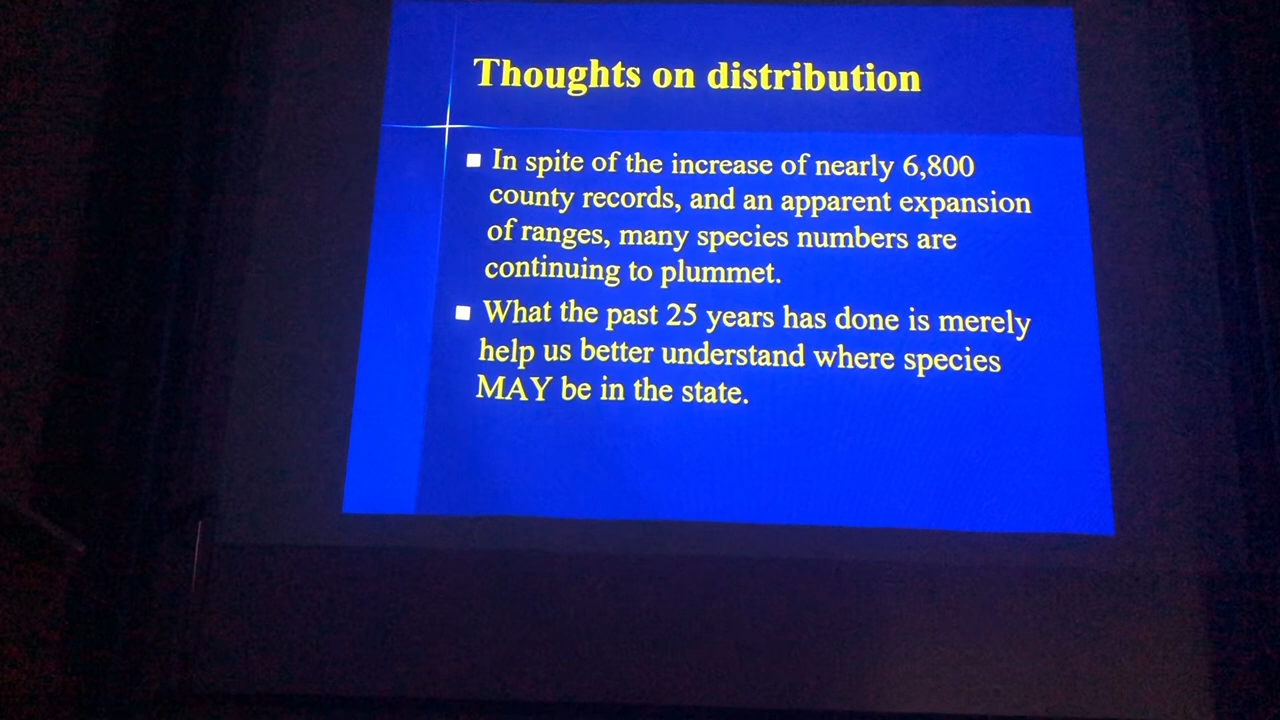 Thoughts on distribution
In spite of the increase of nearly 6,800
county records, and an apparent expansion
of ranges, many species numbers are
continuing to plummet.
What the past 25 years has done is merely
help us better understand where species
MAY be in the state.